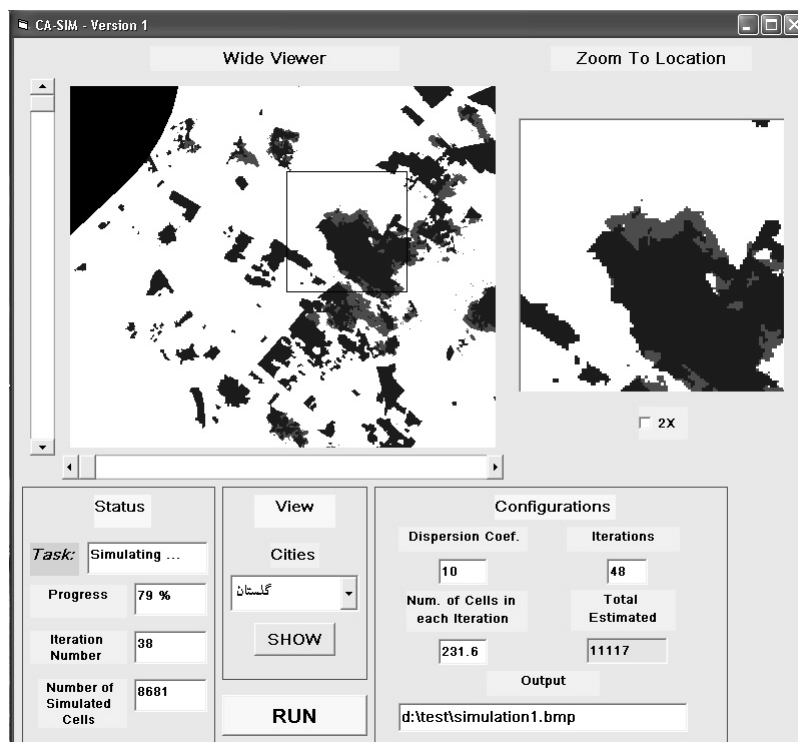 CA-SIM - Version 1
Wide Viewer
Zoom To Location
2X
Status
Task:
Simulating ...
Progress
79 %
Iteration
Number
38
Number of
Simulated
Cells
8681
View
Cities
گلستان
SHOW
RUN
Configurations
Dispersion Coef.
Iterations
10
48
Num. of Cells in
each Iteration
Total
Estimated
231.6
11117
Output
d:\test\simulation1.bmp